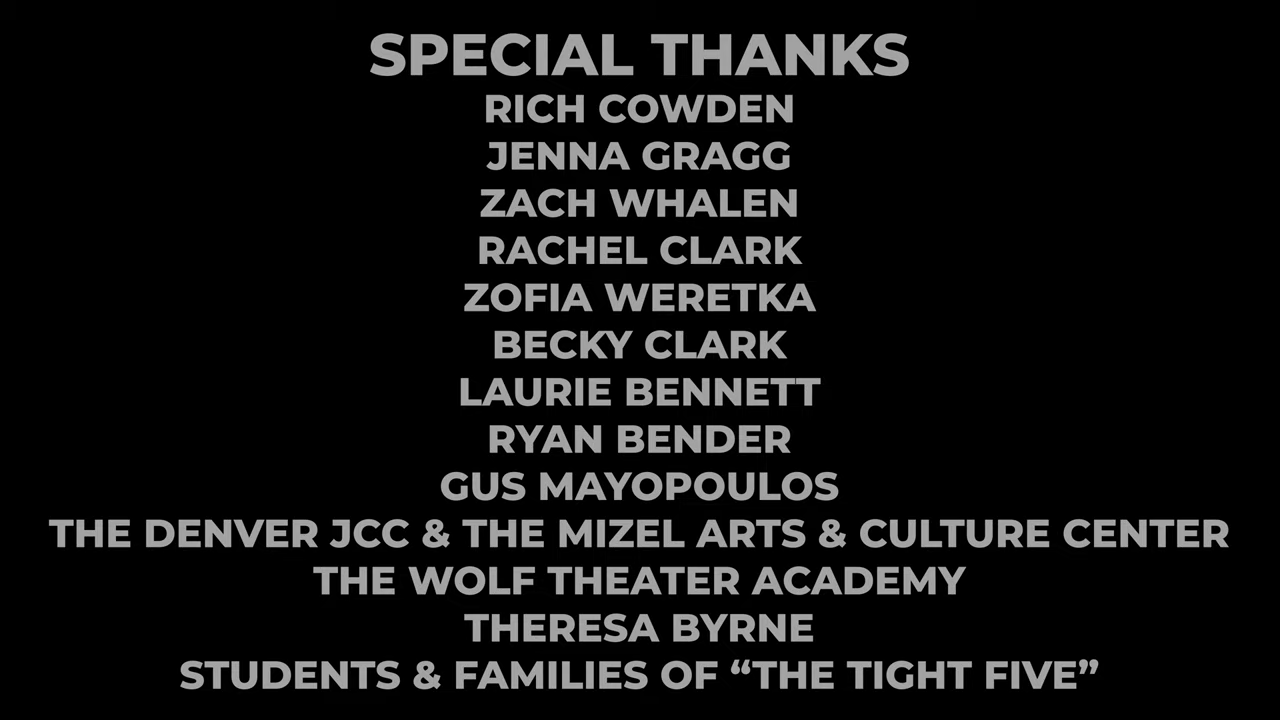 SPECIAL THANKS
RICH COWDEN
JENNA GRAGG
ZACH WHALEN
RACHEL CLARK
ZOFIA WERETKA
BECKY CLARK
LAURIE BENNETT
RYAN BENDER
GUS MAYOPOULOS
THE DENVER JCC & THE MIZEL ARTS & CULTURE CENTER
THE WOLF THEATER ACADEMY
THERESA BYRNE
STUDENTS & FAMILIES OF “THE TIGHT FIVE”